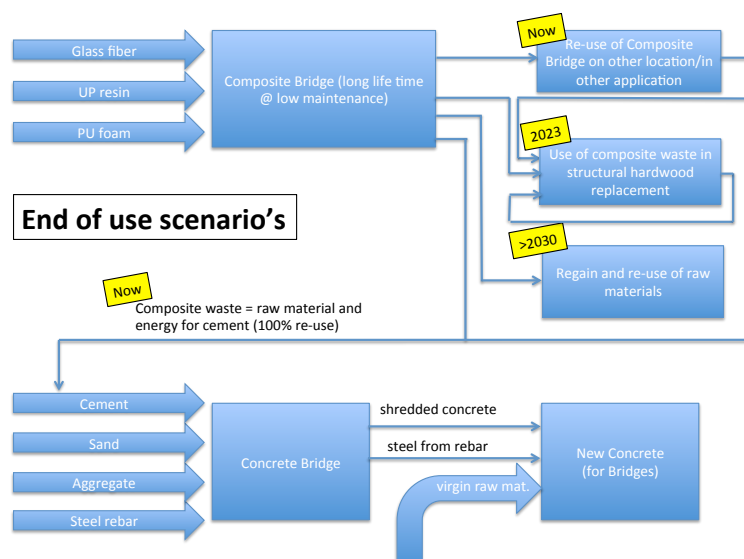 Glass fiber
UP resin
PU foam
Composite Bridge (long life time
@ low maintenance)
Now
Re-use of Composite
Bridge on other location/in
other application
2023
Use of composite waste in
structural hardwood
replacement
End of use scenario’s
>2030
Regain and re-use of raw
materials
Now
Composite waste = raw material and
energy for cement (100% re-use)
Cement
Sand
Aggregate
Steel rebar
Concrete Bridge
shredded concrete
steel from rebar
virgin raw mat.
New Concrete
(for Bridges)